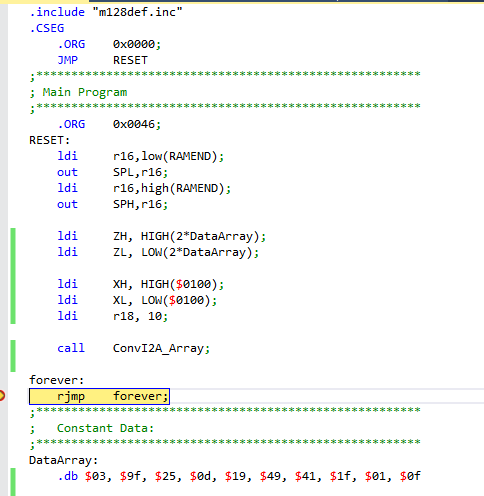 .include "m128def.inc"
.CSEG
.ORG 0x0000;
JMP RESET
;*******************************************************
; Main Program
;*******************************************************
.ORG 0x0046;
RESET:
ldi r16,low(RAMEND);
out SPL,r16;
ldi r16,high(RAMEND);
out SPH,r16;
ldi ZH, HIGH(2*DataArray);
ldi ZL, LOW(2*DataArray);
ldi XH, HIGH($0100);
ldi XL, LOW($0100);
ldi r18, 10;
call ConvI2A_Array;
forever:
rjmp forever;
;*******************************************************
; Constant Data:
;*******************************************************
DataArray:
.db $03, $9f, $25, $0d, $19, $49, $41, $1f, $01, $0f